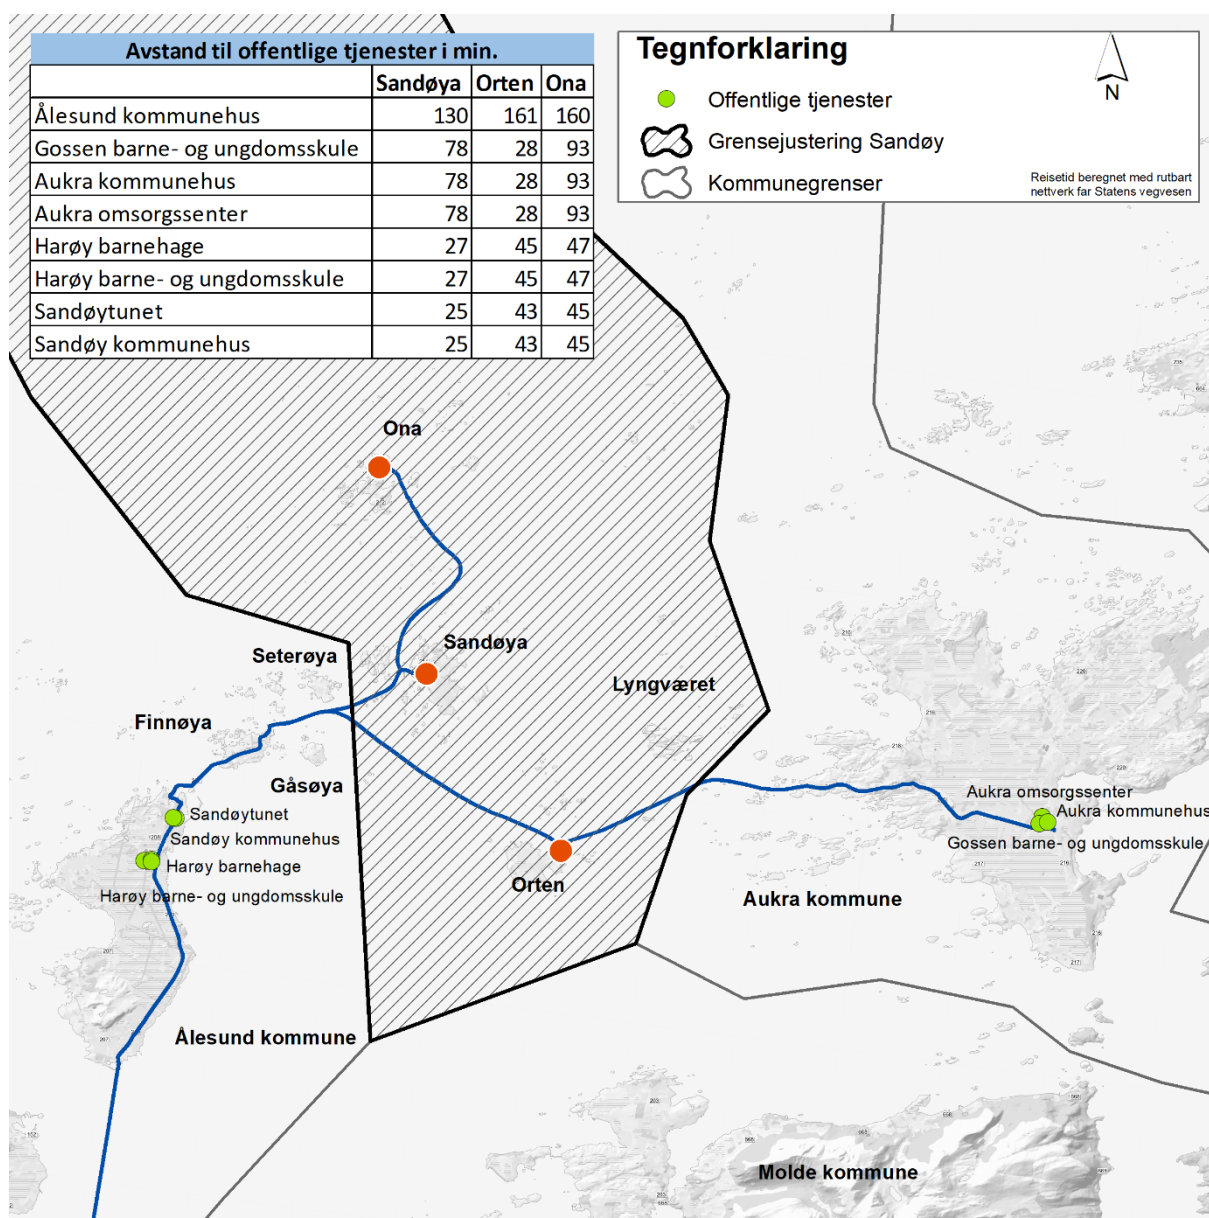 Avstand til offentlige tjenester i min.
Sandøya Orten Ona
Ålesund kommunehus 130 161 160
Gossen barne- og ungdomsskule 78 28 93
Aukra kommunehus 78 28 93
Aukra omsorgssenter 78 28 93
Harøy barnehage 27 45 47
Harøy barne- og ungdomsskule 27 45 47
Sandøytunet 25 43 45
Sandøy kommunehus 25 43 45
Tegnforklaring
Offentlige tjenester
Grensejustering Sandøy
Kommunegrenser
N
Reisetid beregnet med rutbart
nettverk far Statens vegvesen
Ona
Sandøya
Seterøya
Lyngværet
Finnøya
Gåsøya
Sandøytunet
Sandøy kommunehus
Harøy barnehage
Harøy barne- og ungdomsskule
Orten
Aukra omsorgssenter
Aukra kommunehus
Gossen barne- og ungdomsskule
Aukra kommune
Ålesund kommune
Molde kommune